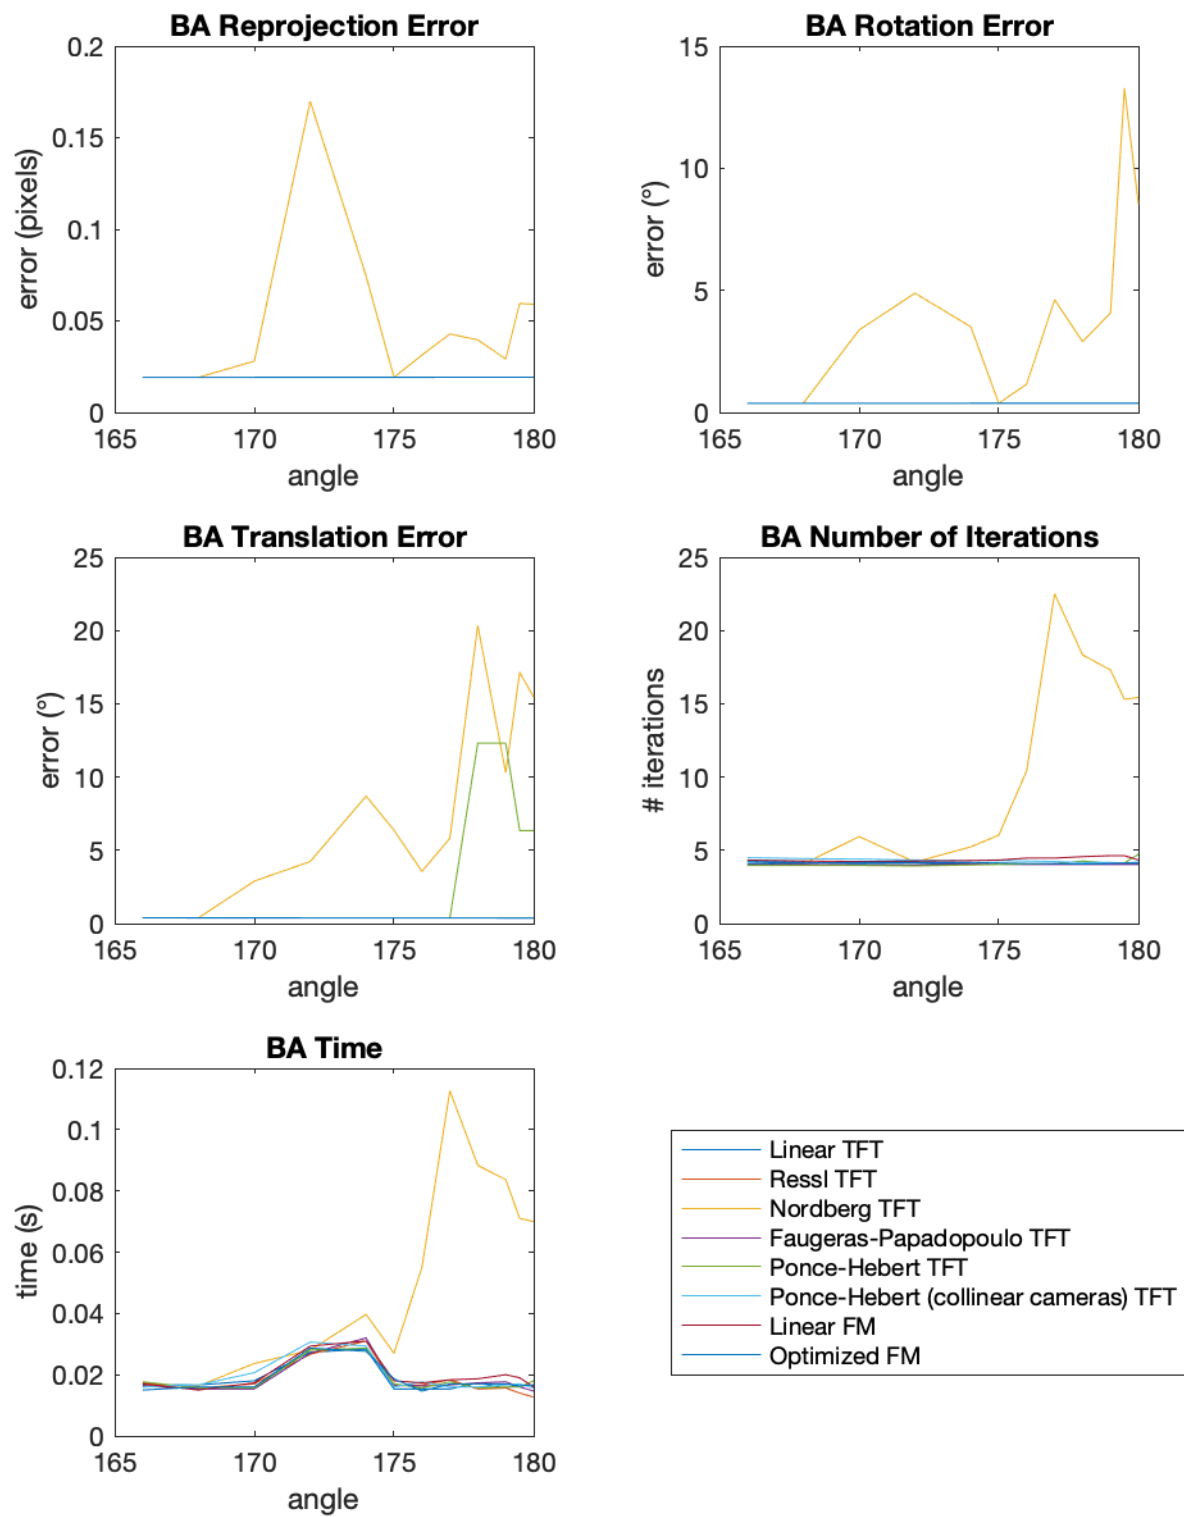 BA Reprojection Error
0.2
0.15
0.1
0.05
0
error (pixels)
165 170 175 180
angle
BA Rotation Error
15
10
5
0
error (°)
165 170 175 180
angle
BA Translation Error
25
20
15
10
5
0
error (°)
165 170 175 180
angle
BA Number of Iterations
25
20
15
10
5
0
# iterations
165 170 175 180
angle
BA Time
0.12
0.1
0.08
0.06
0.04
0.02
0
time (s)
165 170 175 180
angle
Linear TFT
Ressl TFT
Nordberg TFT
Faugeras-Papadopoulo TFT
Ponce-Hebert TFT
Ponce-Hebert (collinear cameras) TFT
Linear FM
Optimized FM